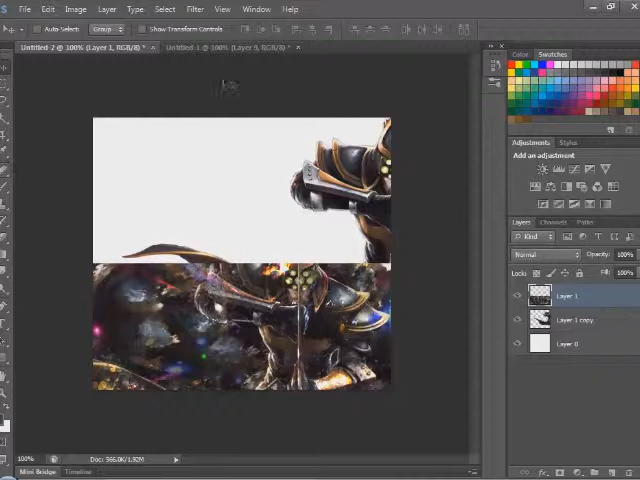 File Edit Image Layer Type Select Filter View Window Help
Auto-Select: Group Show Transform Controls
Untitled-2 @ 100% (Layer 1, RGB/8) * × Untitled-1 @ 100% (Layer 9, RGB/8) * ×
Color Swatches
Adjustments Styles
Add an adjustment
Layers Channels Paths
Kind
Normal Opacity: 100%
Lock: Fill: 100%
Layer 1
Layer 1 copy
Layer 0
100% Doc: 566.0K/1.92M
Mini Bridge Timeline